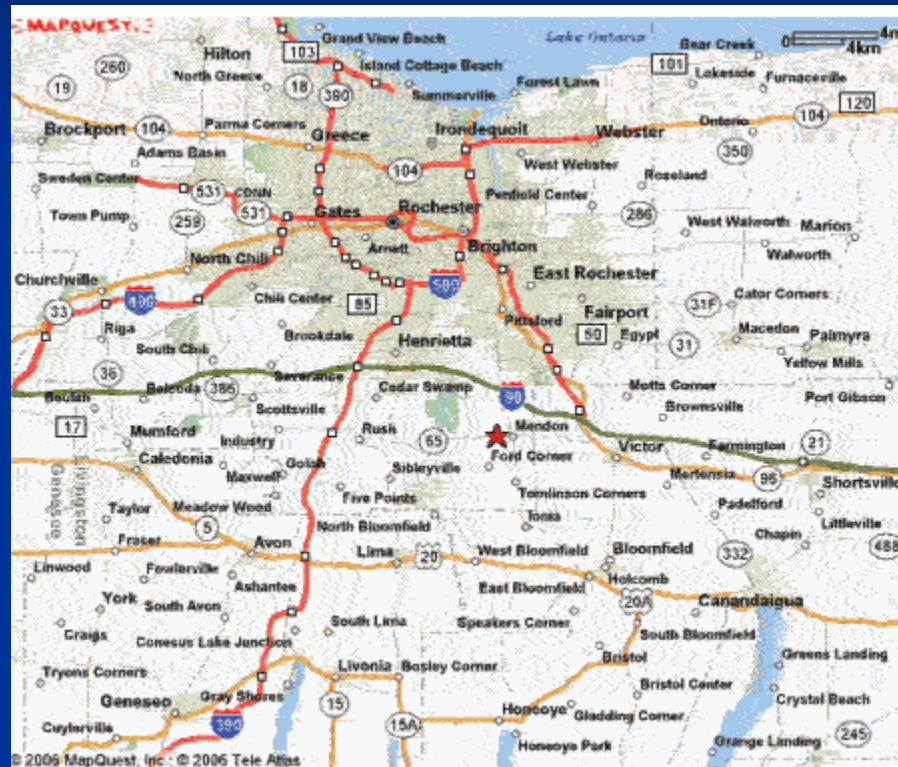 MAPQUEST.
Grand View Beach
Lake Ontario
4m
4km
Hilton
103
Bear Creek
260
Island Cottage Beach
101
Lakeside
19
North Greece
18
390
Summerville
Forest Lawn
Furnaceville
120
Brockport
104
Parma Corners
Greece
Irondequoit
Webster
Ontario
104
Adams Basin
104
West Webster
350
Sweden Center
531
CONN
Penfield Center
Roseland
Town Pump
259
531
Gates
Rochester
286
West Walworth
Marion
Arnett
Brighton
Walworth
North Chili
Churchville
490
Chili Center
590
East Rochester
33
85
Fairport
31F
Gator Corners
Riga
Brookdale
Pittsford
50
Egypt
31
Macedon
Palmyra
South Chili
Henrietta
Yellow Mills
36
Severance
Beulah
Belcoda
386
Cedar Swamp
90
Motts Corner
Port Gibson
Scottsville
Brownsville
17
Mumford
Industry
Rush
65
Mendon
21
Caledonia
Golah
Ford Corner
Victor
Farmington
Maxwell
Sibleyville
Mertensia
96
Shortsville
Livingston
Genesee
Five Points
Tomlinson Corners
Taylor
Meadow Wood
Padelford
Littleville
5
North Bloomfield
Ionia
Chapin
Fraser
Avon
Lima
20
West Bloomfield
Bloomfield
332
488
Linwood
Fowlerville
Ashantee
East Bloomfield
Holcomb
York
South Avon
20A
Canandaigua
Craigs
Conesus Lake Junction
South Lima
Speakers Corner
South Bloomfield
Tryons Corners
Livonia
Bosley Corner
Bristol
Greens Landing
Geneseo
Gray Shores
Bristol Center
Crystal Beach
390
15
15A
Honeoye
Gladding Corner
Cuylerville
Honeoye Park
Grange Landing
245
© 2006 MapQuest, Inc.; © 2006 Tele Atlas